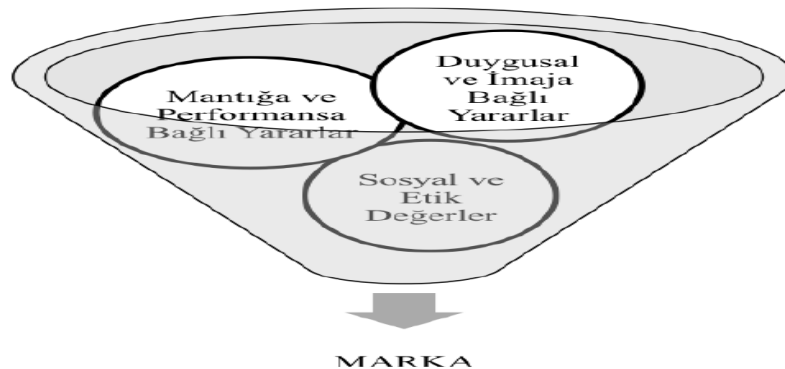 Mantığa ve
Performansa
Bağlı Yararlar
Duygusal
ve İmaja
Bağlı
Yararlar
Sosyal ve
Etik
Değerler
MARKA